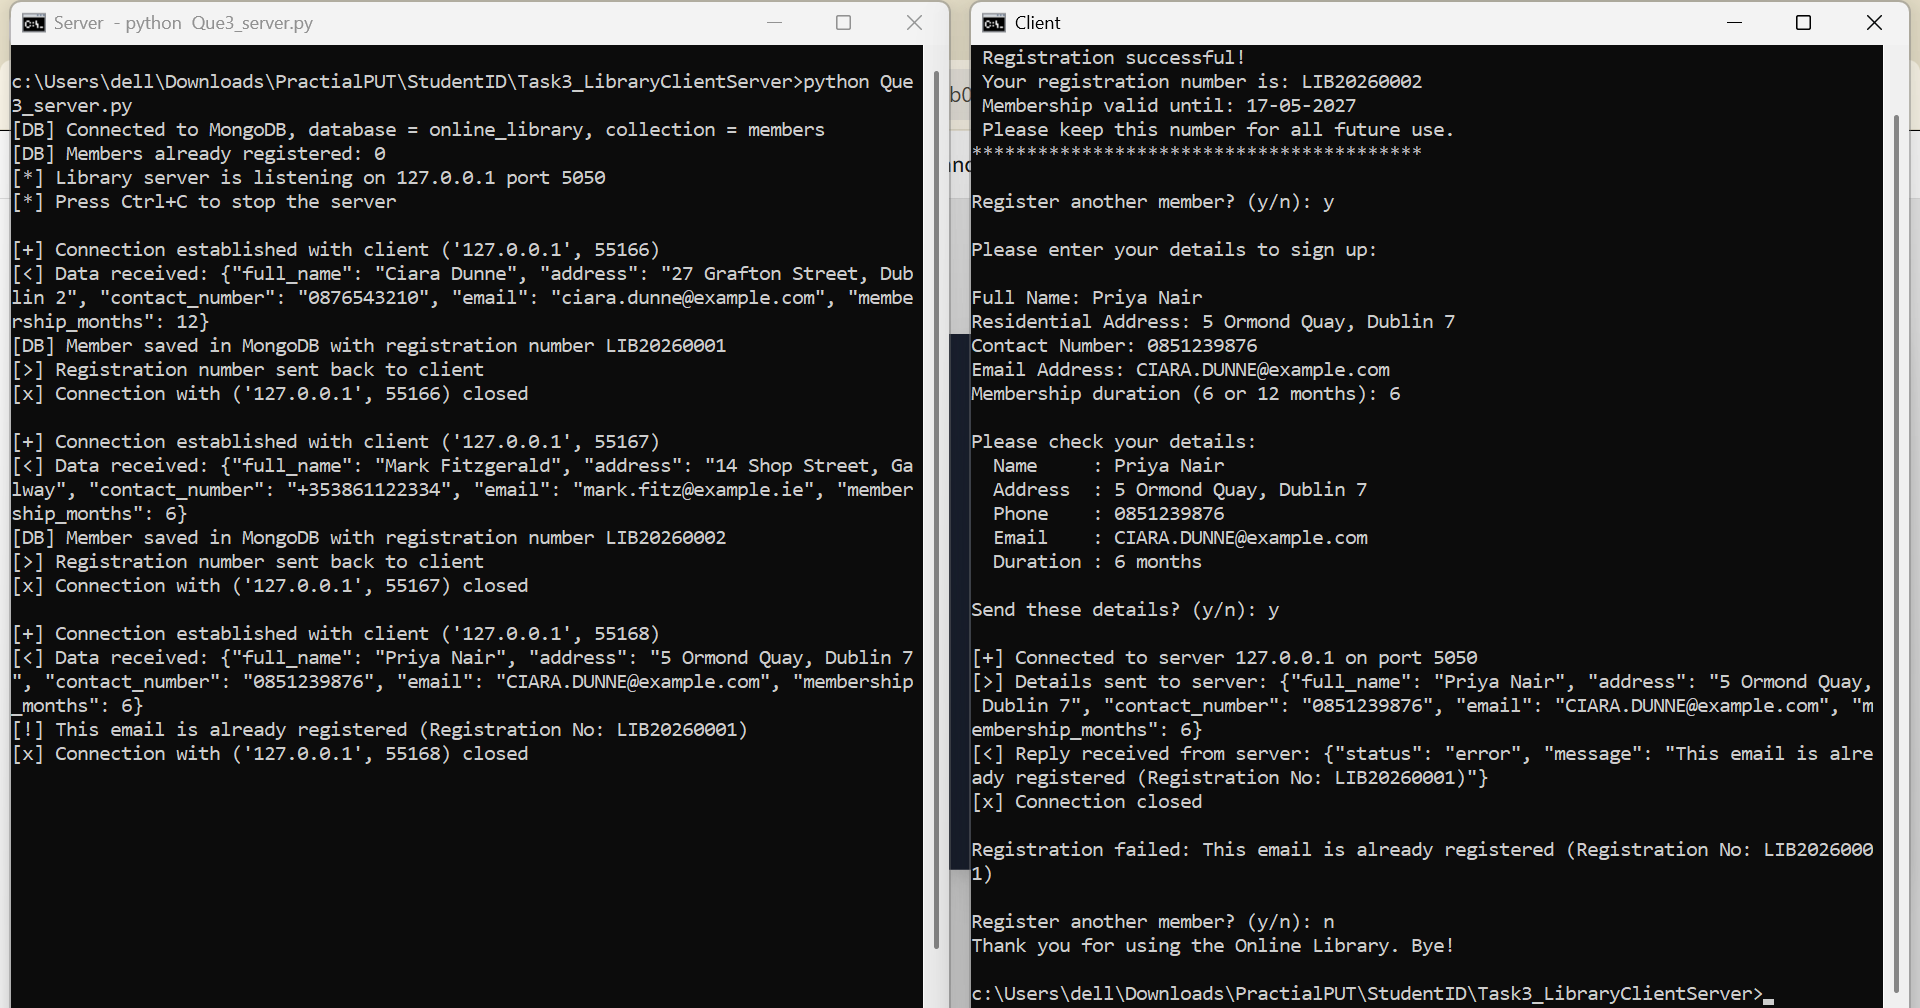 Server - python  Que3_server.py
c:\Users\dell\Downloads\PractialPUT\StudentID\Task3_LibraryClientServer>python Que
3_server.py
[DB] Connected to MongoDB, database = online_library, collection = members
[DB] Members already registered: 0
[*] Library server is listening on 127.0.0.1 port 5050
[*] Press Ctrl+C to stop the server
[+] Connection established with client ('127.0.0.1', 55166)
[<] Data received: {"full_name": "Ciara Dunne", "address": "27 Grafton Street, Dub
lin 2", "contact_number": "0876543210", "email": "ciara.dunne@example.com", "membe
rship_months": 12}
[DB] Member saved in MongoDB with registration number LIB20260001
[>] Registration number sent back to client
[x] Connection with ('127.0.0.1', 55166) closed
[+] Connection established with client ('127.0.0.1', 55167)
[<] Data received: {"full_name": "Mark Fitzgerald", "address": "14 Shop Street, Ga
lway", "contact_number": "+353861122334", "email": "mark.fitz@example.ie", "member
ship_months": 6}
[DB] Member saved in MongoDB with registration number LIB20260002
[>] Registration number sent back to client
[x] Connection with ('127.0.0.1', 55167) closed
[+] Connection established with client ('127.0.0.1', 55168)
[<] Data received: {"full_name": "Priya Nair", "address": "5 Ormond Quay, Dublin 7
", "contact_number": "0851239876", "email": "CIARA.DUNNE@example.com", "membership
_months": 6}
[!] This email is already registered (Registration No: LIB20260001)
[x] Connection with ('127.0.0.1', 55168) closed
Client
Registration successful!
Your registration number is: LIB20260002
Membership valid until: 17-05-2027
Please keep this number for all future use.
*****************************************
Register another member? (y/n): y
Please enter your details to sign up:
Full Name: Priya Nair
Residential Address: 5 Ormond Quay, Dublin 7
Contact Number: 0851239876
Email Address: CIARA.DUNNE@example.com
Membership duration (6 or 12 months): 6
Please check your details:
Name     : Priya Nair
Address  : 5 Ormond Quay, Dublin 7
Phone    : 0851239876
Email    : CIARA.DUNNE@example.com
Duration : 6 months
Send these details? (y/n): y
[+] Connected to server 127.0.0.1 on port 5050
[>] Details sent to server: {"full_name": "Priya Nair", "address": "5 Ormond Quay,
 Dublin 7", "contact_number": "0851239876", "email": "CIARA.DUNNE@example.com", "m
embership_months": 6}
[<] Reply received from server: {"status": "error", "message": "This email is alre
ady registered (Registration No: LIB20260001)"}
[x] Connection closed
Registration failed: This email is already registered (Registration No: LIB2026000
1)
Register another member? (y/n): n
Thank you for using the Online Library. Bye!
c:\Users\dell\Downloads\PractialPUT\StudentID\Task3_LibraryClientServer>